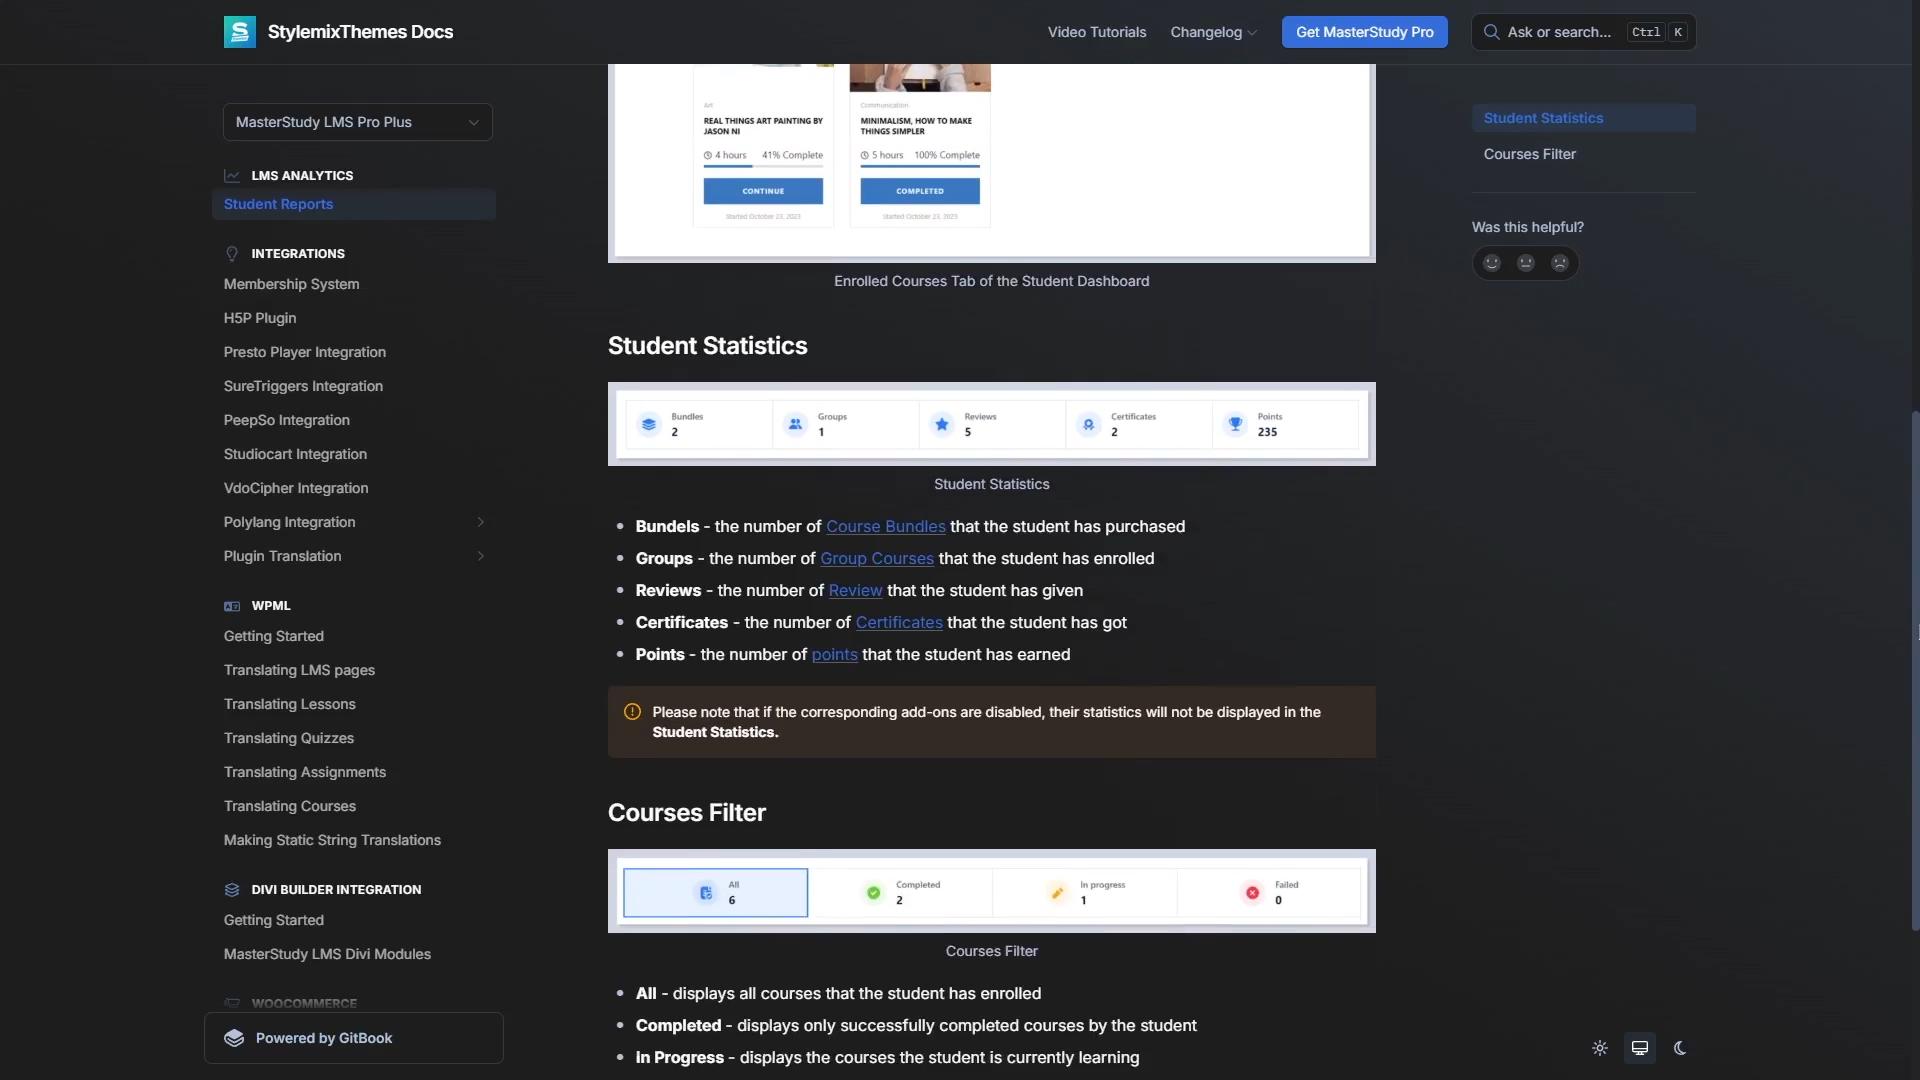 StylemixThemes Docs
Video Tutorials
Changelog
Get MasterStudy Pro
Ask or search...
Ctrl
K
MasterStudy LMS Pro Plus
LMS ANALYTICS
Student Reports
INTEGRATIONS
Membership System
H5P Plugin
Presto Player Integration
SureTriggers Integration
PeepSo Integration
Studiocart Integration
VdoCipher Integration
Polylang Integration
Plugin Translation
WPML
Getting Started
Translating LMS pages
Translating Lessons
Translating Quizzes
Translating Assignments
Translating Courses
Making Static String Translations
DIVI BUILDER INTEGRATION
Getting Started
MasterStudy LMS Divi Modules
WOOCOMMERCE
Powered by GitBook
Art
REAL THINGS ART PAINTING BY
JASON NI
4 hours 41% Complete
CONTINUE
Started October 23, 2023
Communication
MINIMALISM, HOW TO MAKE
THINGS SIMPLER
5 hours 100% Complete
COMPLETED
Started October 23, 2023
Enrolled Courses Tab of the Student Dashboard
Student Statistics
Bundles
2
Groups
1
Reviews
5
Certificates
2
Points
235
Student Statistics
Bundels - the number of Course Bundles that the student has purchased
Groups - the number of Group Courses that the student has enrolled
Reviews - the number of Review that the student has given
Certificates - the number of Certificates that the student has got
Points - the number of points that the student has earned
Please note that if the corresponding add-ons are disabled, their statistics will not be displayed in the
Student Statistics.
Courses Filter
All
6
Completed
2
In progress
1
Failed
0
Courses Filter
All - displays all courses that the student has enrolled
Completed - displays only successfully completed courses by the student
in Progress - displays the courses the student is currently learning
Student Statistics
Courses Filter
Was this helpful?